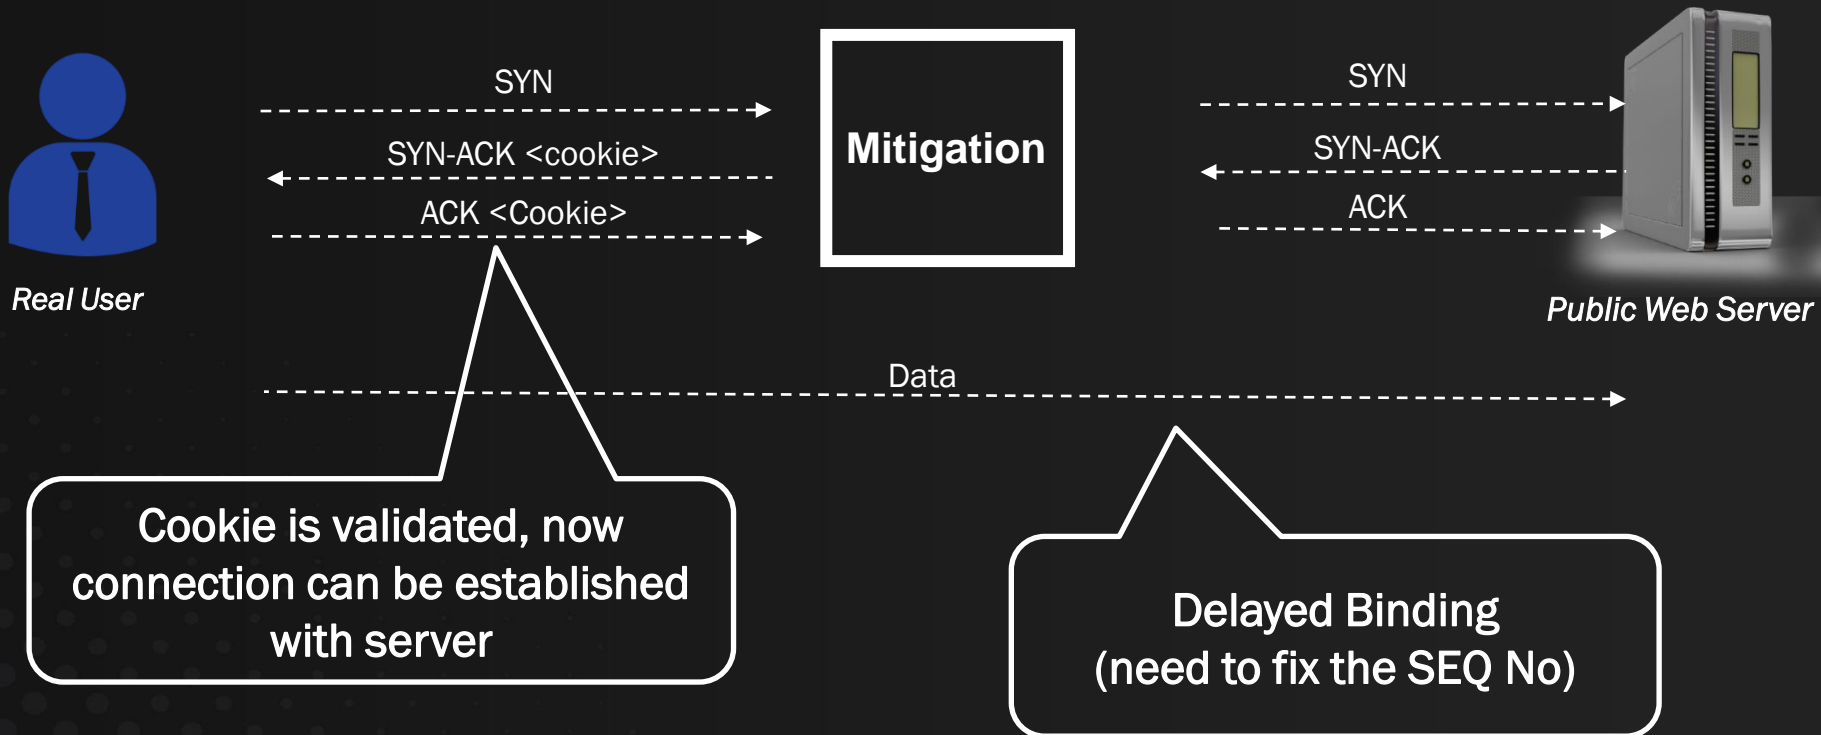 SYN
SYN-ACK <cookie>
ACK <Cookie>
Mitigation
SYN
SYN-ACK
ACK
Real User
Public Web Server
Data
Cookie is validated, now
connection can be established
with server
Delayed Binding
(need to fix the SEQ No)